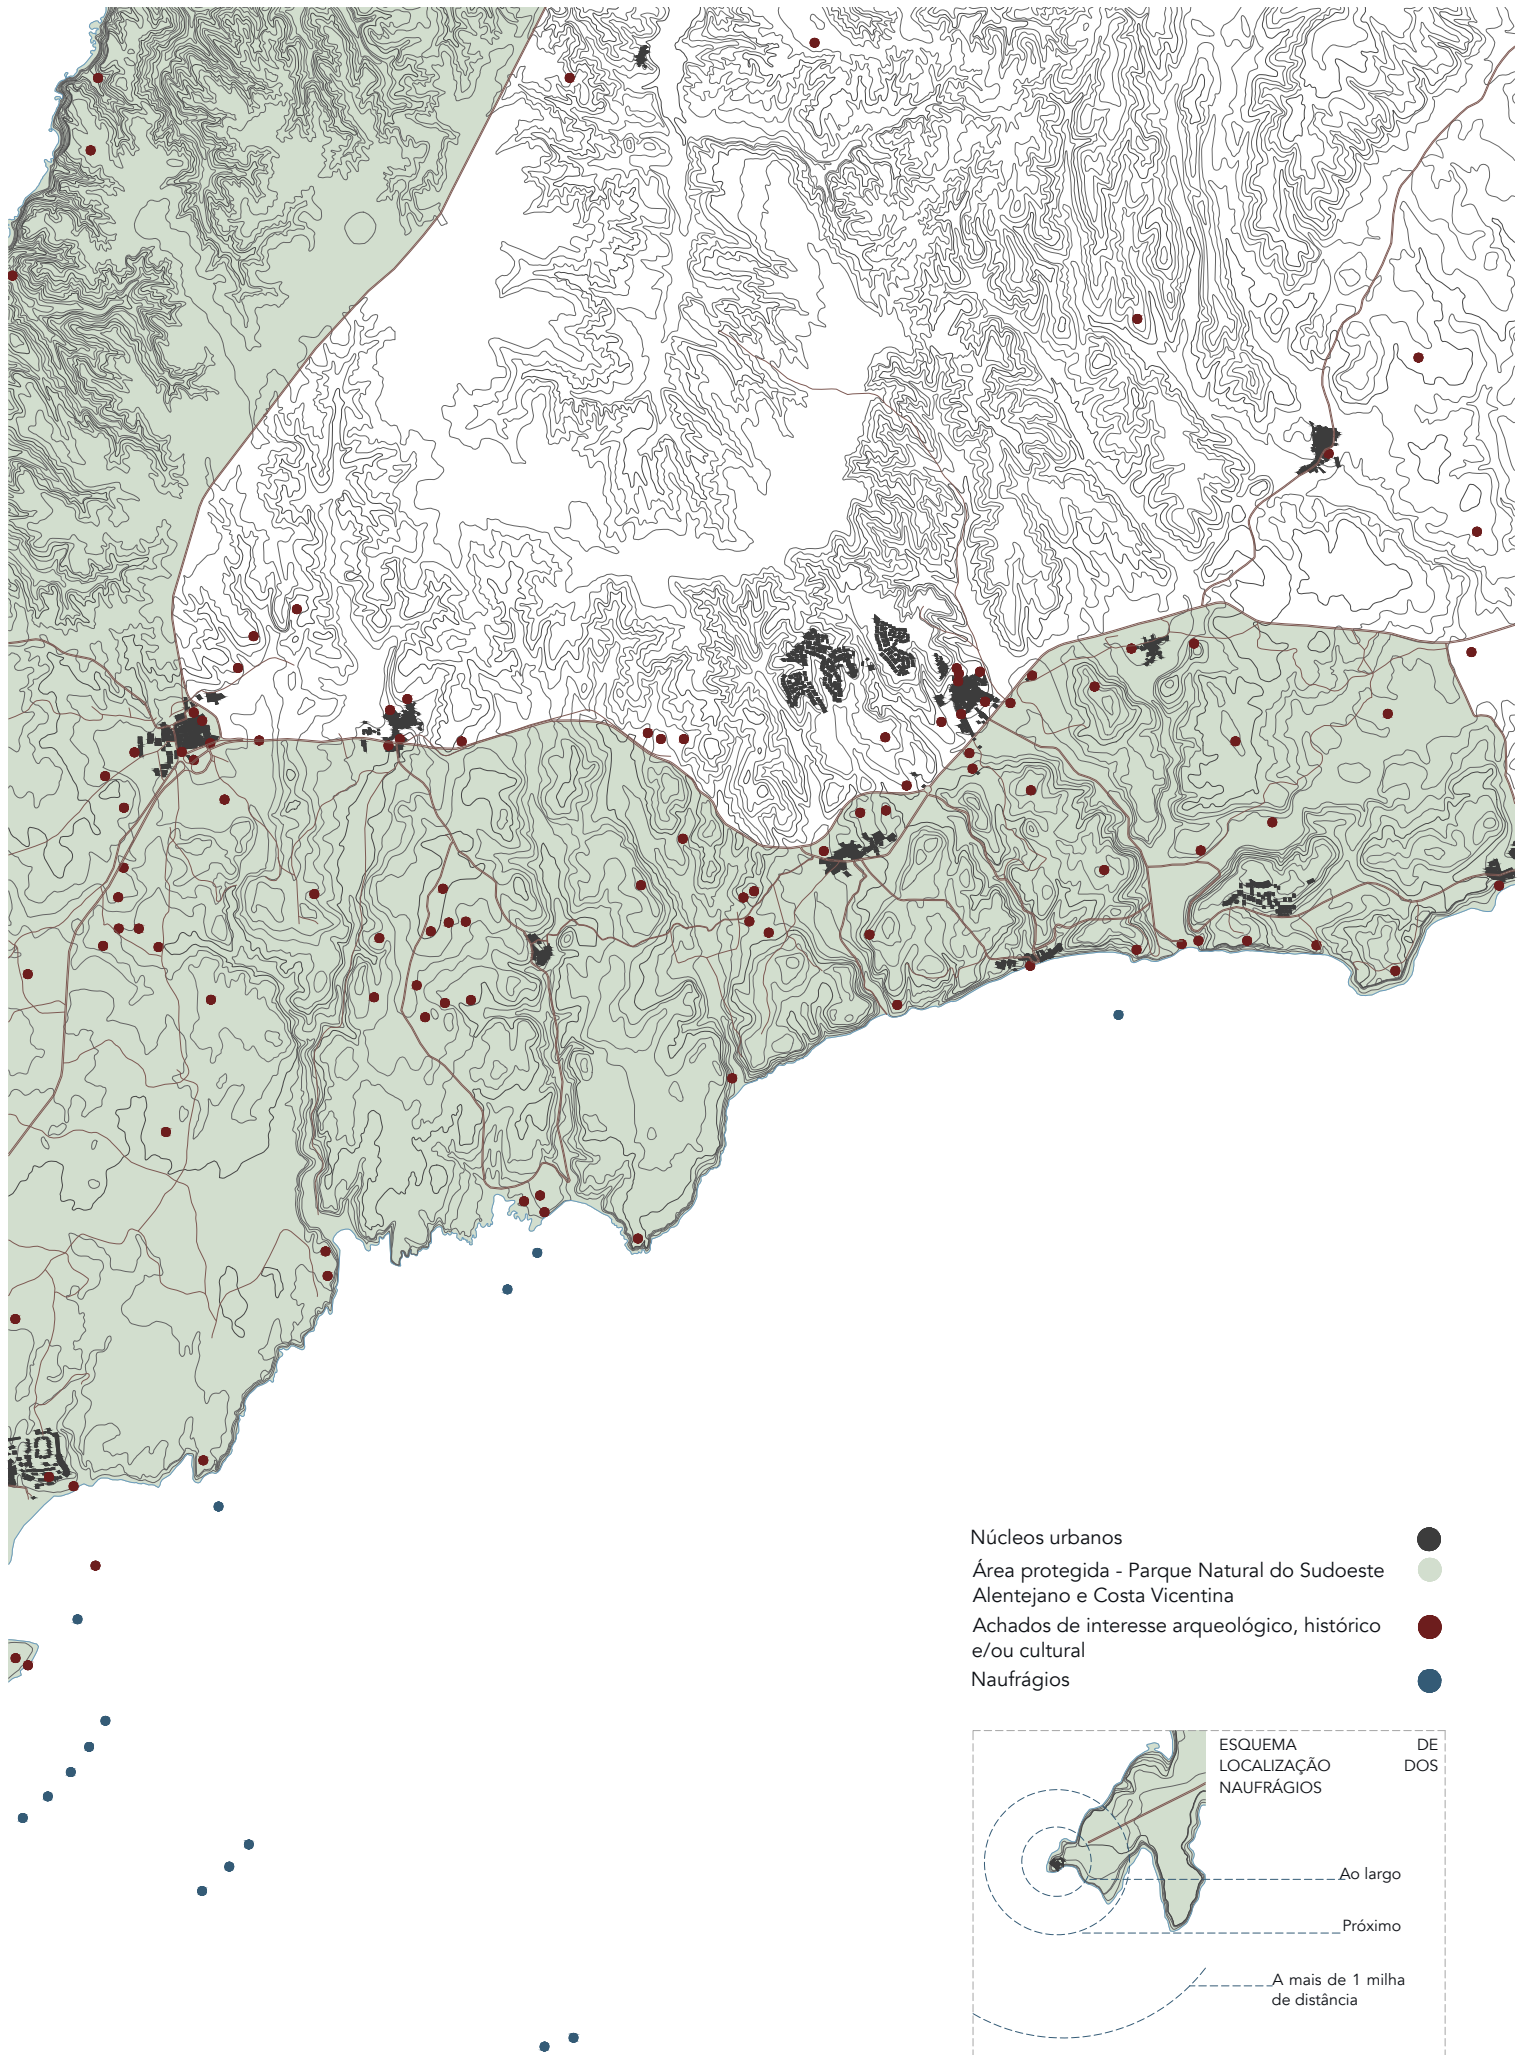 Núcleos urbanos
Área protegida - Parque Natural do Sudoeste
Alentejano e Costa Vicentina
Achados de interesse arqueológico, histórico
e/ou cultural
Naufrágios
ESQUEMA DE
LOCALIZAÇÃO DOS
NAUFRÁGIOS
Ao largo
Próximo
A mais de 1 milha
de distância